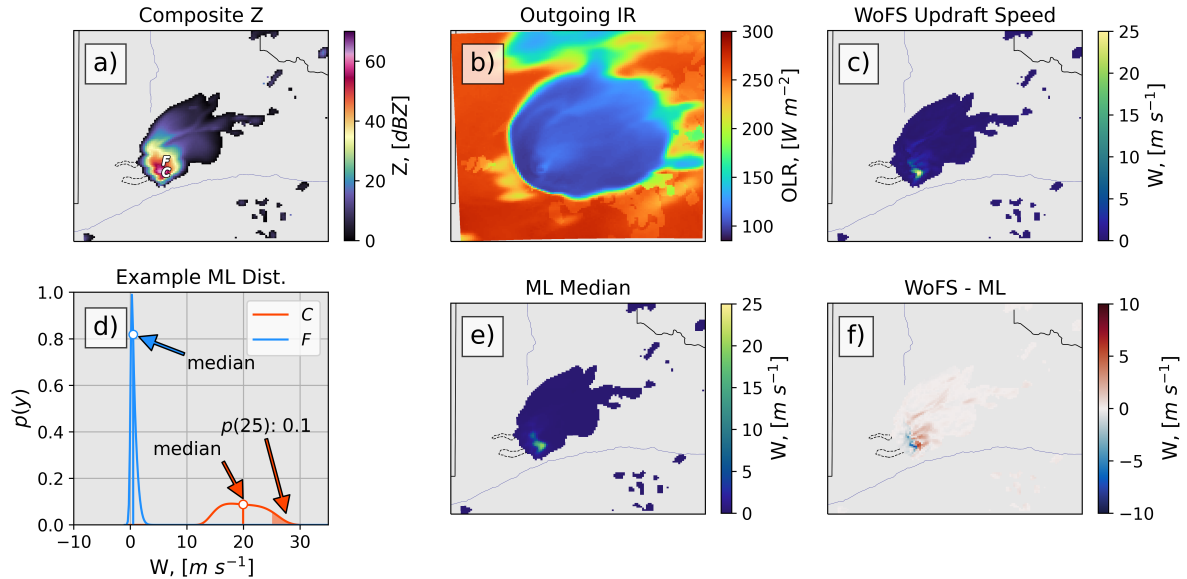 Composite Z
a)
F
C
60
40
20
0
Z, [dBZ]
Outgoing IR
b)
300
250
200
150
100
OLR, [W m⁻²]
WoFS Updraft Speed
c)
25
20
15
10
5
0
W, [m s⁻¹]
Example ML Dist.
d)
C
F
median
p(25): 0.1
median
1.0
0.8
0.6
0.4
0.2
0.0
p(y)
−10 0 10 20 30
W, [m s⁻¹]
ML Median
e)
25
20
15
10
5
0
W, [m s⁻¹]
WoFS - ML
f)
10
5
0
−5
−10
W, [m s⁻¹]